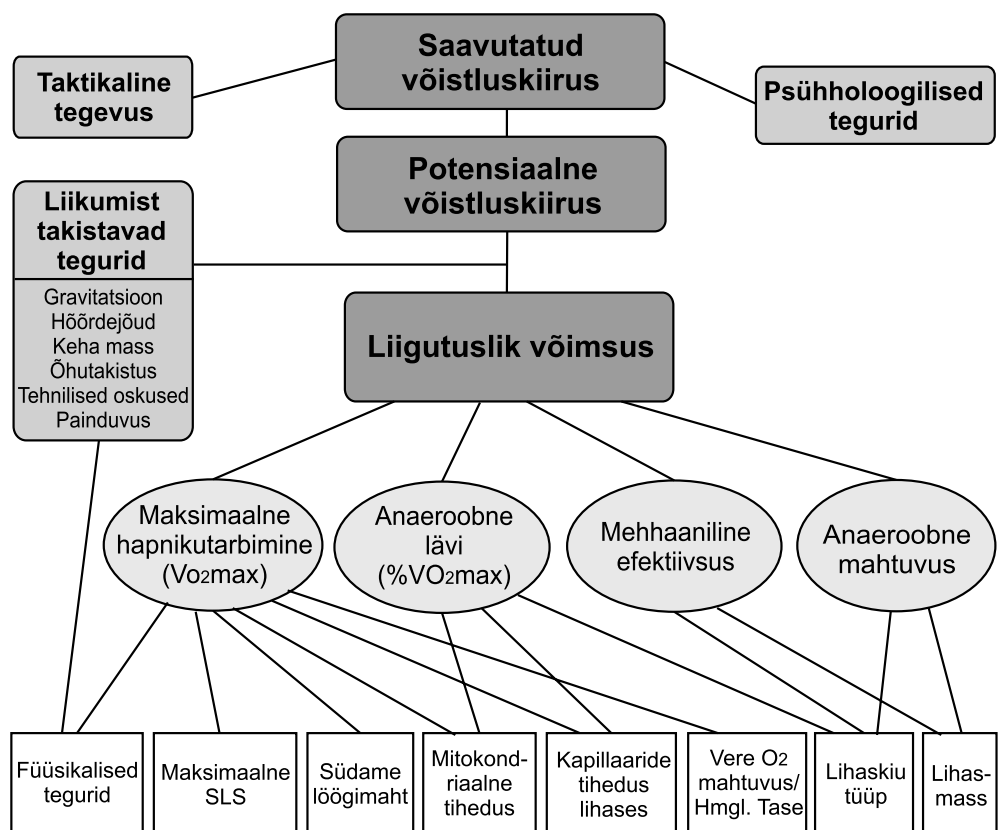 Saavutatud
võistluskiirus
Taktikaline
tegevus
Psühholoogilised
tegurid
Potensiaalne
võistluskiirus
Liikumist
takistavad
tegurid
Gravitatsioon
Hõõrdejõud
Keha mass
Õhutakistus
Tehnilised oskused
Painduvus
Liigutuslik võimsus
Maksimaalne
hapnikutarbimine
(Vo2max)
Anaeroobne
lävi
(%VO2max)
Mehhaaniline
efektiivsus
Anaeroobne
mahtuvus
Füüsikalised
tegurid
Maksimaalne
SLS
Südame
löögimaht
Mitokond-
riaalne
tihedus
Kapillaaride
tihedus
lihases
Vere O2
mahtuvus/
Hmgl. Tase
Lihaskiu
tüüp
Lihas-
mass